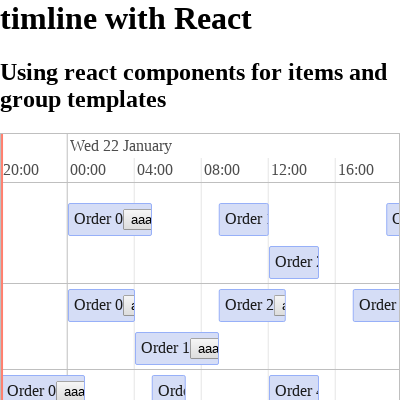 timline with React
Using react components for items and
group templates
Wed 22 January
20:00 00:00 04:00 08:00 12:00 16:00
Order 0 aaa Order
Order
Order 0 Order 2 Order
Order 1 aaa
Order 0 aaa Order